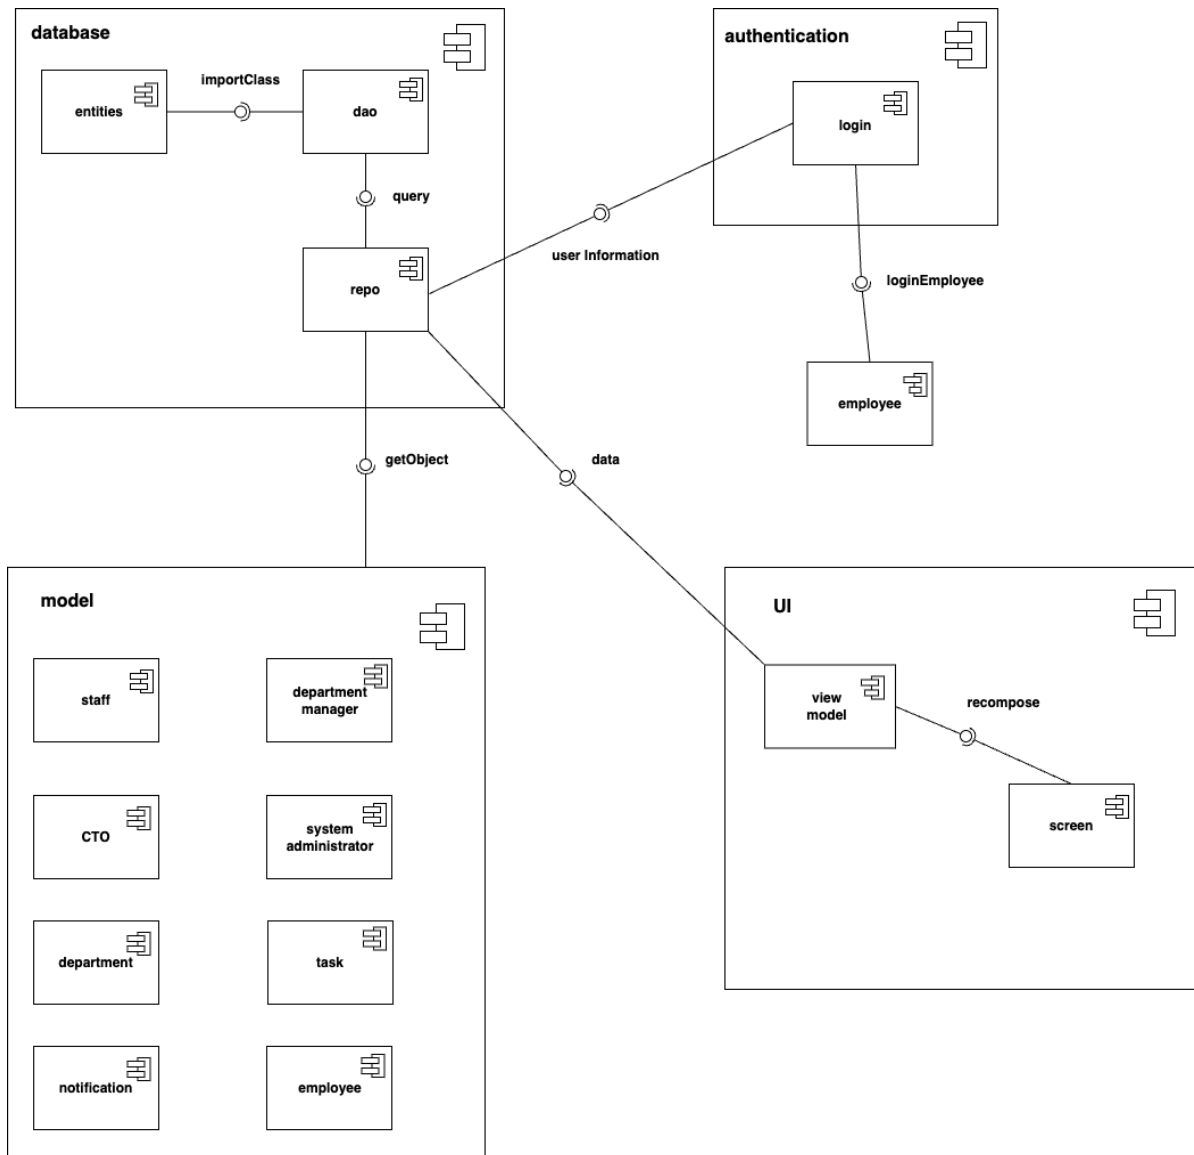 database
importClass
entities
dao
query
repo
authentication
login
user Information
loginEmployee
employee
getObject
data
model
staff
department
manager
CTO
system
administrator
department
task
notification
employee
UI
view
model
recompose
screen